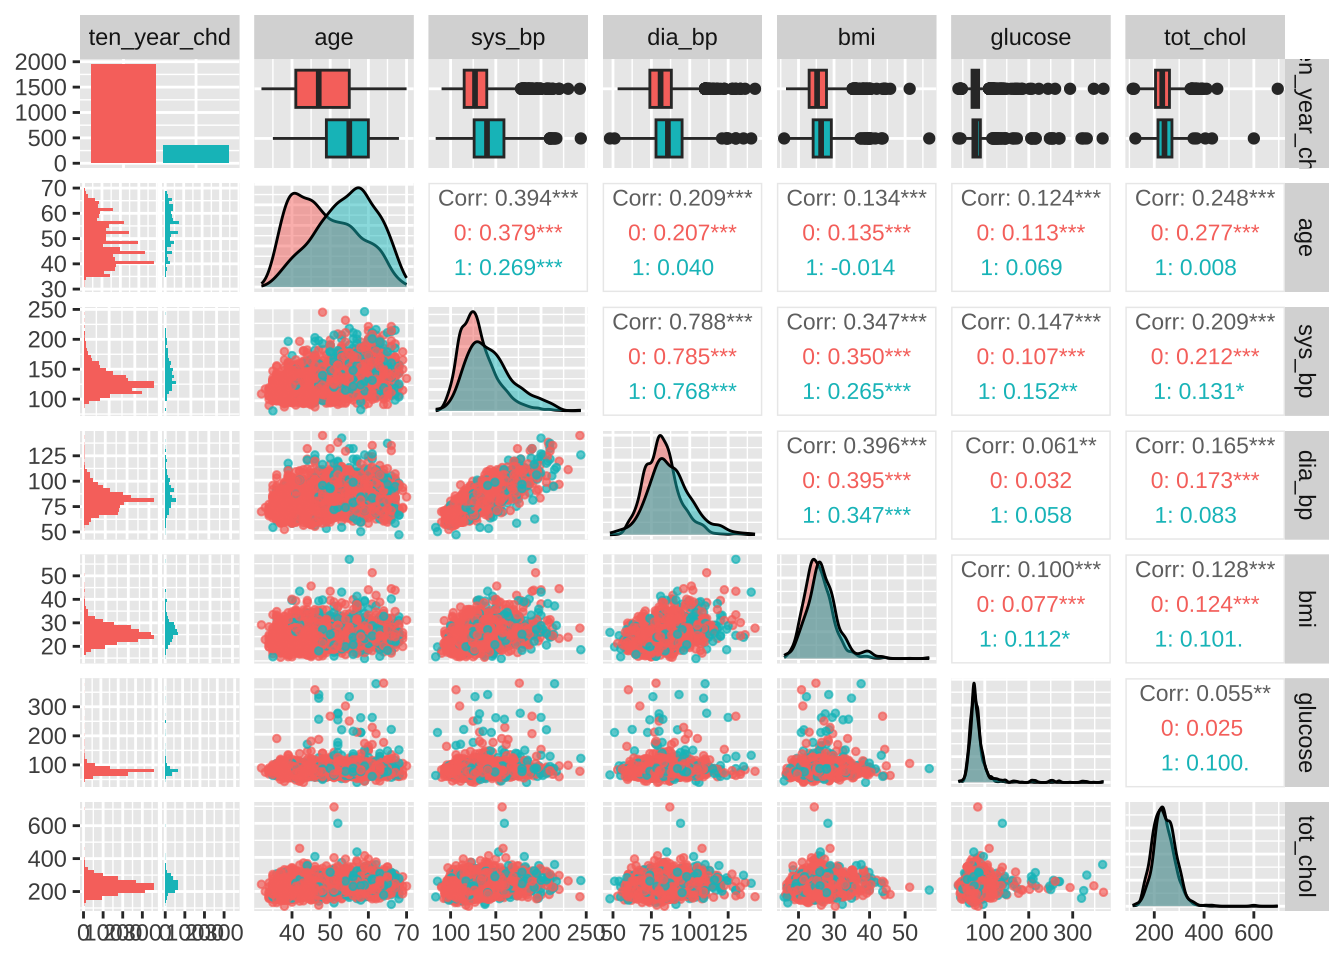 ten_year_chd age sys_bp dia_bp bmi glucose tot_chol
2000
1500
1000
500
0
70 Corr: 0.394*** Corr: 0.209*** Corr: 0.134*** Corr: 0.124*** Corr: 0.248***
60 0: 0.379*** 0: 0.207*** 0: 0.135*** 0: 0.113*** 0: 0.277*** age
50
40 1: 0.269*** 1: 0.040 1: -0.014 1: 0.069 1: 0.008
30
250 Corr: 0.788*** Corr: 0.347*** Corr: 0.147*** Corr: 0.209***
200 0: 0.785*** 0: 0.350*** 0: 0.107*** 0: 0.212*** sys_bp
150
100 1: 0.768*** 1: 0.265*** 1: 0.152** 1: 0.131*
125 Corr: 0.396*** Corr: 0.061** Corr: 0.165***
100 0: 0.395*** 0: 0.032 0: 0.173*** dia_bp
75 1: 0.347*** 1: 0.058 1: 0.083
50
50 Corr: 0.100*** Corr: 0.128***
40 0: 0.077*** 0: 0.124*** bmi
30 1: 0.112* 1: 0.101.
20
300 Corr: 0.055**
0: 0.025 glucose
100 1: 0.100.
600 tot_chol
400
200
40 50 60 70 100 150 200 250 50 75 100 125 20 30 40 50 100 200 300 200 400 600